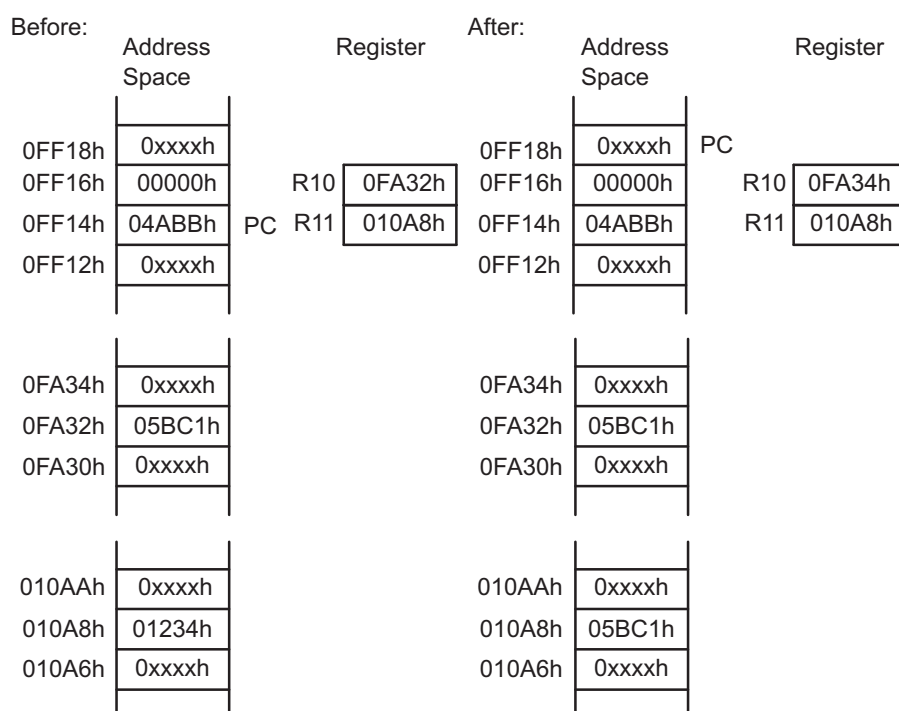 Before:
Address Space
Register
0FF18h 0xxxxh
0FF16h 00000h R10 0FA32h
0FF14h 04ABBh PC R11 010A8h
0FF12h 0xxxxh
0FA34h 0xxxxh
0FA32h 05BC1h
0FA30h 0xxxxh
010AAh 0xxxxh
010A8h 01234h
010A6h 0xxxxh
After:
Address Space
Register
0FF18h 0xxxxh PC
0FF16h 00000h R10 0FA34h
0FF14h 04ABBh R11 010A8h
0FF12h 0xxxxh
0FA34h 0xxxxh
0FA32h 05BC1h
0FA30h 0xxxxh
010AAh 0xxxxh
010A8h 05BC1h
010A6h 0xxxxh